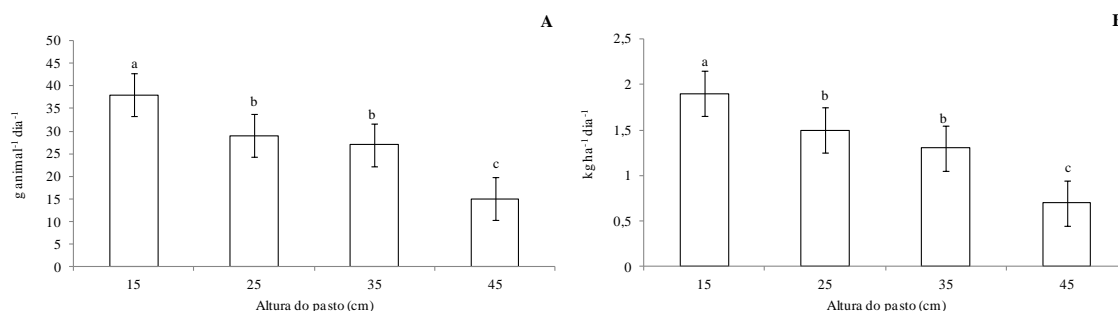 A
50
45
40
35
30
25
20
15
10
5
0
g animal⁻¹ dia⁻¹
a
b
b
c
15 25 35 45
Altura do pasto (cm)
2,5
2
1,5
1
0,5
0
kg ha⁻¹ dia⁻¹
a
b
b
c
15 25 35 45
Altura do pasto (cm)